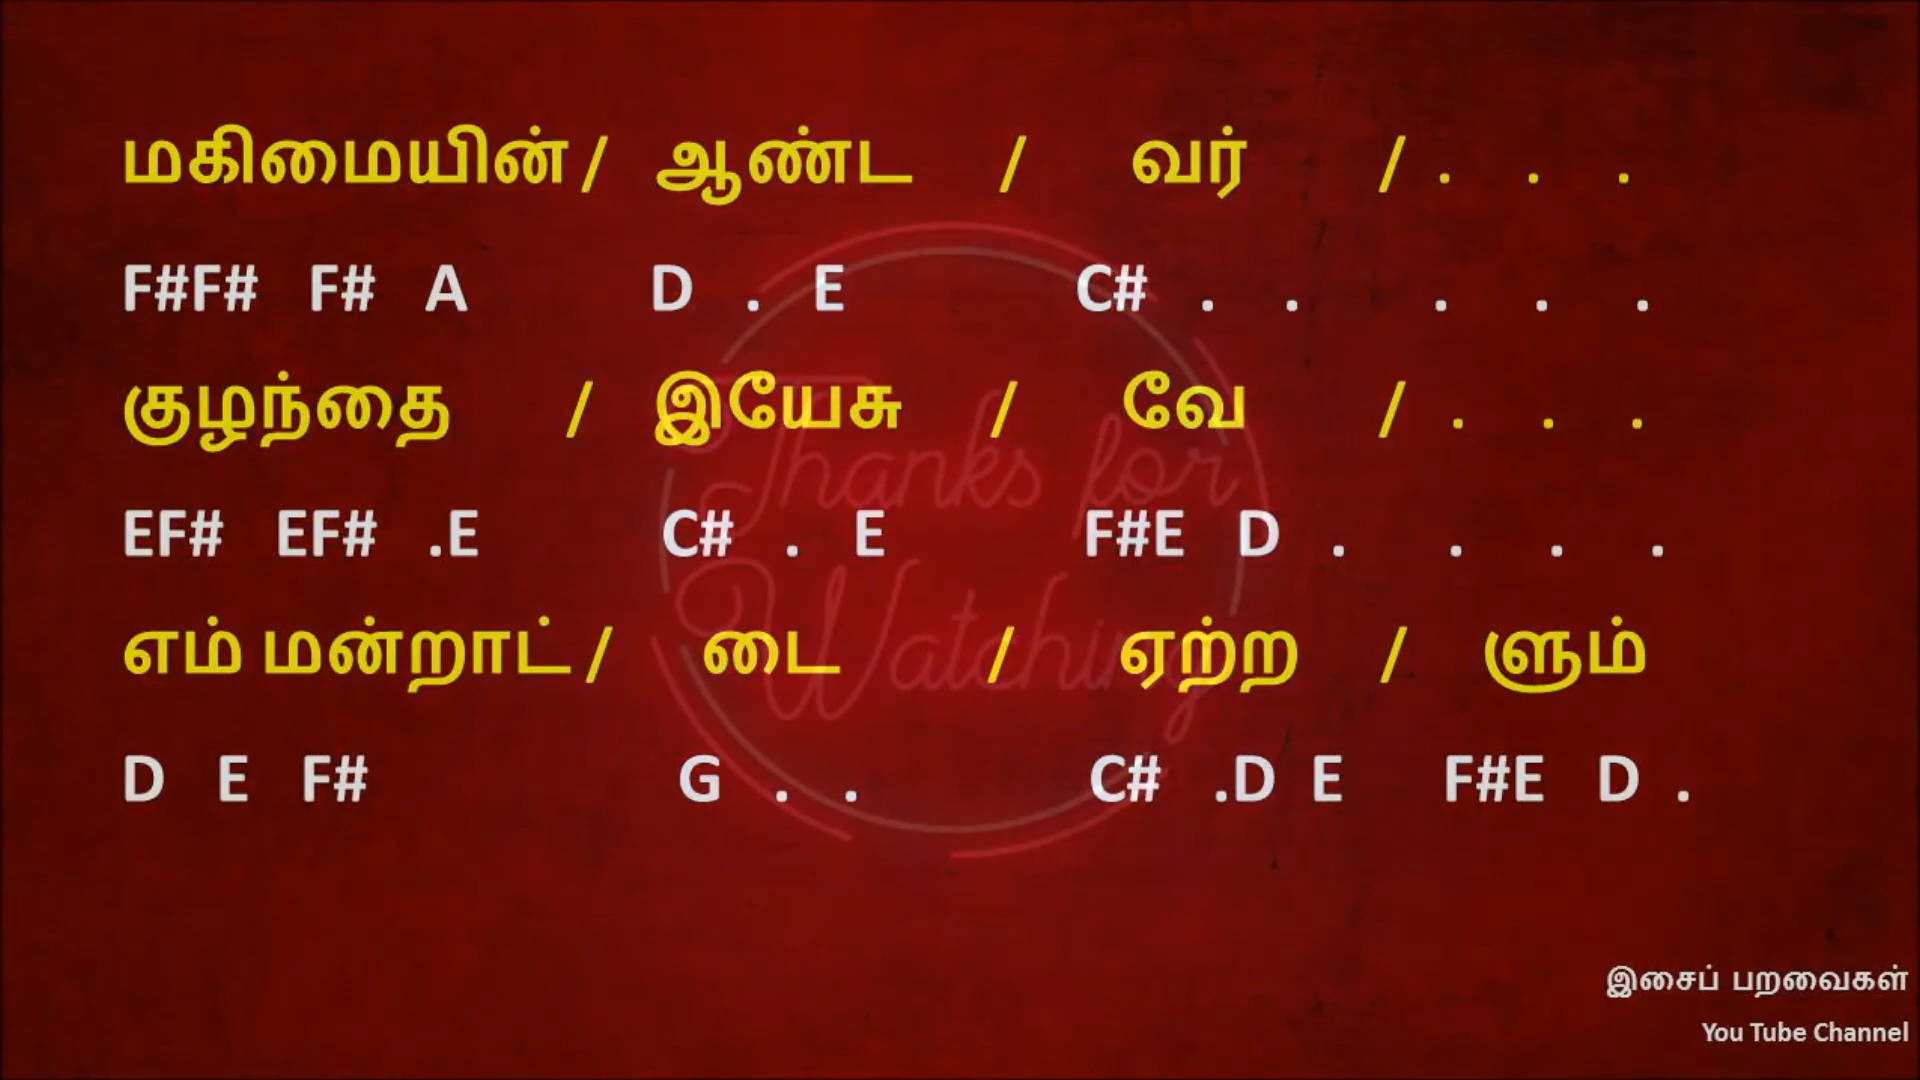 மகிமையின் / ஆண்ட / வர் / . . .
F#F# F# A D . E C# . . . . .
குழந்தை / இயேசு / வே / . . .
EF# EF# .E C# . E F#E D . . . .
எம் மன்றாட் / டை / ஏற்ற / ளும்
D E F# G . . C# .D E F#E D .
Thanks for
Watching
இசைப் பறவைகள்
You Tube Channel